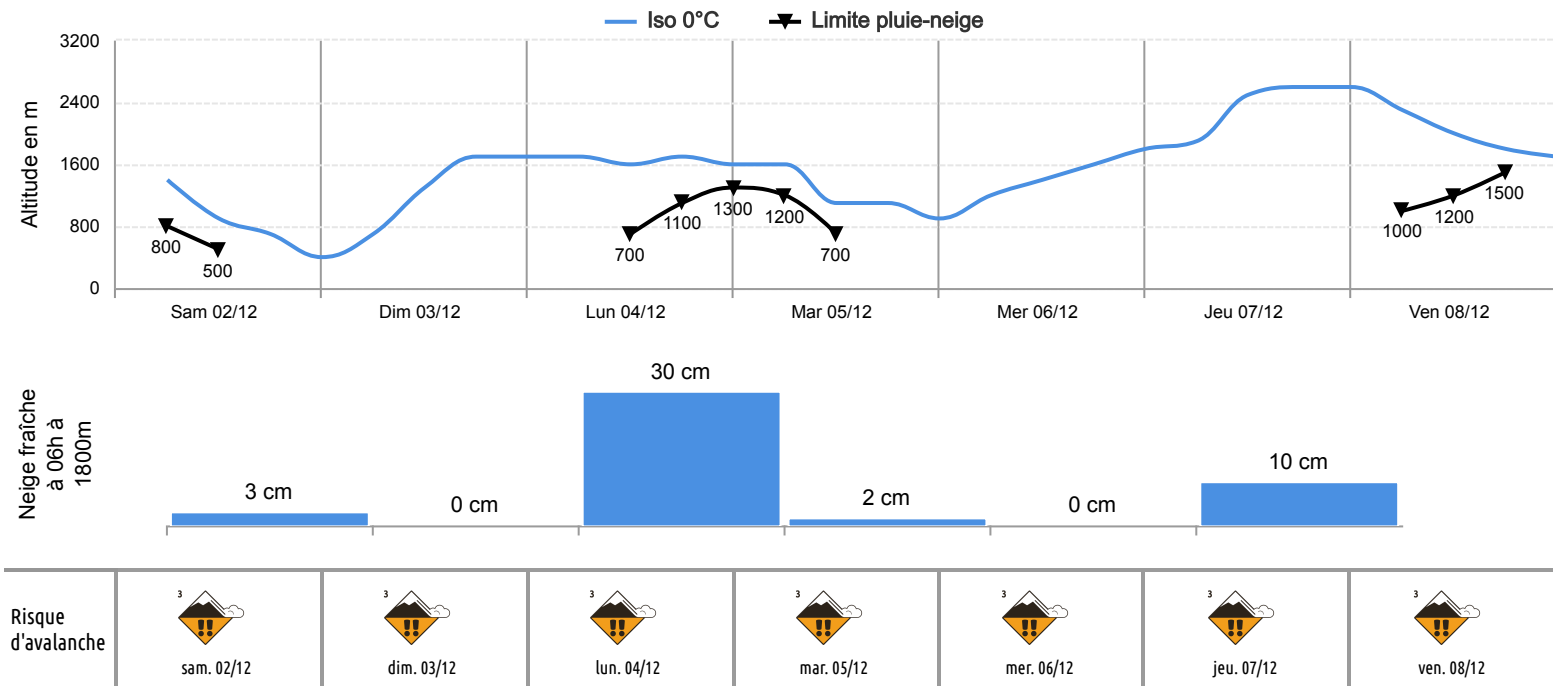 Iso 0°C Limite pluie-neige
Altitude en m
3200
2400
1600
800
0
800
500
700
1100
1300
1200
700
1000
1200
1500
Sam 02/12 Dim 03/12 Lun 04/12 Mar 05/12 Mer 06/12 Jeu 07/12 Ven 08/12
Neige fraîche
à 06h à
1800m
3 cm 0 cm 30 cm 2 cm 0 cm 10 cm
Risque
d'avalanche
3 3 3 3 3 3 3
sam. 02/12 dim. 03/12 lun. 04/12 mar. 05/12 mer. 06/12 jeu. 07/12 ven. 08/12